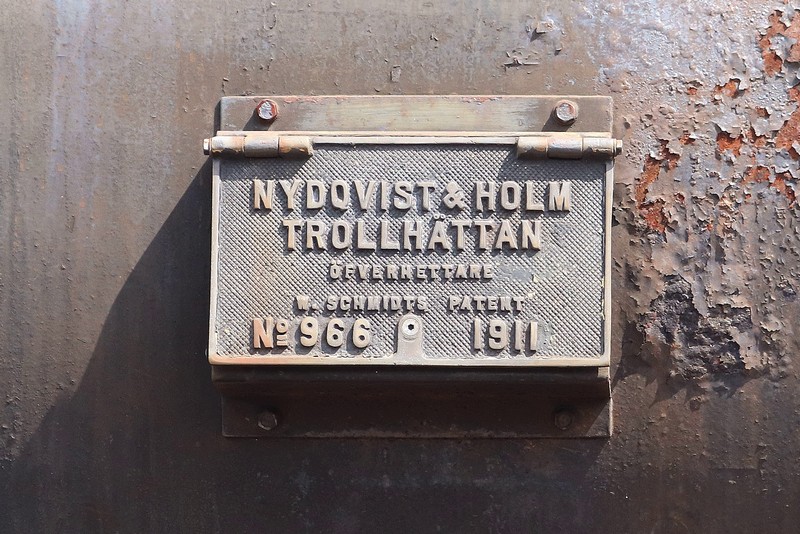 NYDQVIST & HOLM
TROLLHÄTTAN
ÖFVERHETTARE
W. SCHMIDTS PATENT
No 966 1911